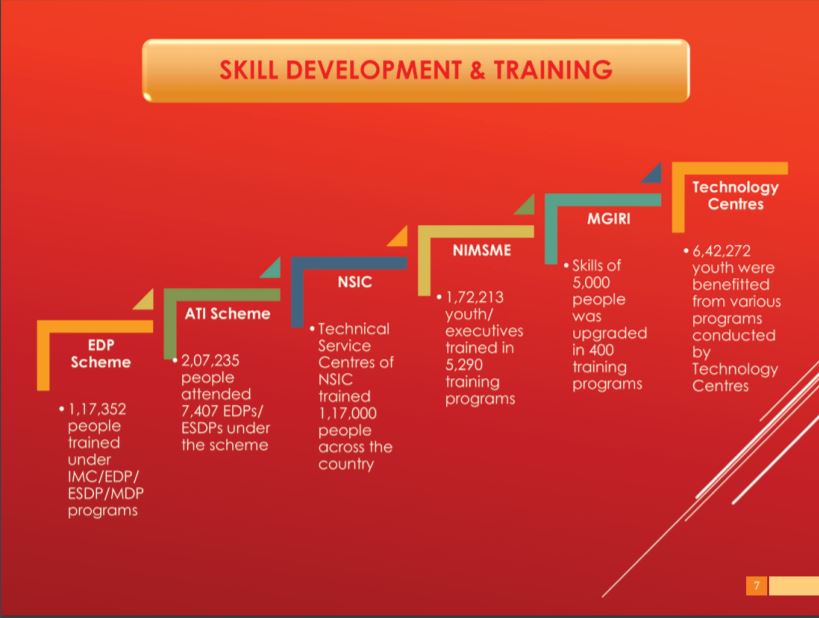 SKILL DEVELOPMENT & TRAINING
EDP
Scheme
• 1,17,352
people
trained
under
IMC/EDP/
ESDP/MDP
programs
ATI Scheme
• 2,07,235
people
attended
7,407 EDPs/
ESDPs under
the scheme
NSIC
• Technical
Service
Centres of
NSIC
trained
1,17,000
people
across the
country
NIMSME
• 1,72,213
youth/
executives
trained in
5,290
training
programs
MGIRI
• Skills of
5,000
people
was
upgraded
in 400
training
programs
Technology
Centres
• 6,42,272
youth were
benefitted
from various
programs
conducted
by
Technology
Centres
7